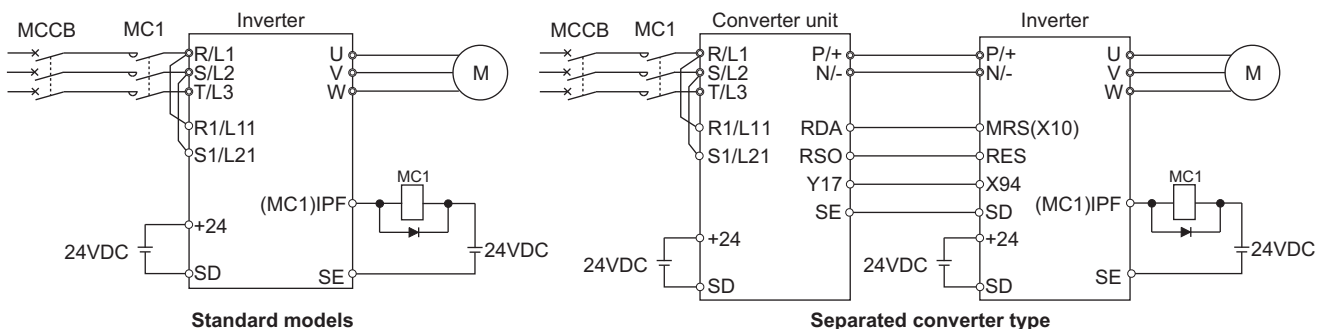 Inverter
MCCB
MC1
R/L1
S/L2
T/L3
R1/L11
S1/L21
+24
SD
24VDC
U
V
W
M
(MC1)IPF
MC1
SE
24VDC
Standard models
Converter unit
MCCB
MC1
R/L1
S/L2
T/L3
R1/L11
S1/L21
+24
SD
24VDC
P/+
N/-
RDA
RSO
Y17
SE
Inverter
P/+
N/-
MRS(X10)
RES
X94
SD
+24
SD
24VDC
U
V
W
M
(MC1)IPF
MC1
SE
24VDC
Separated converter type